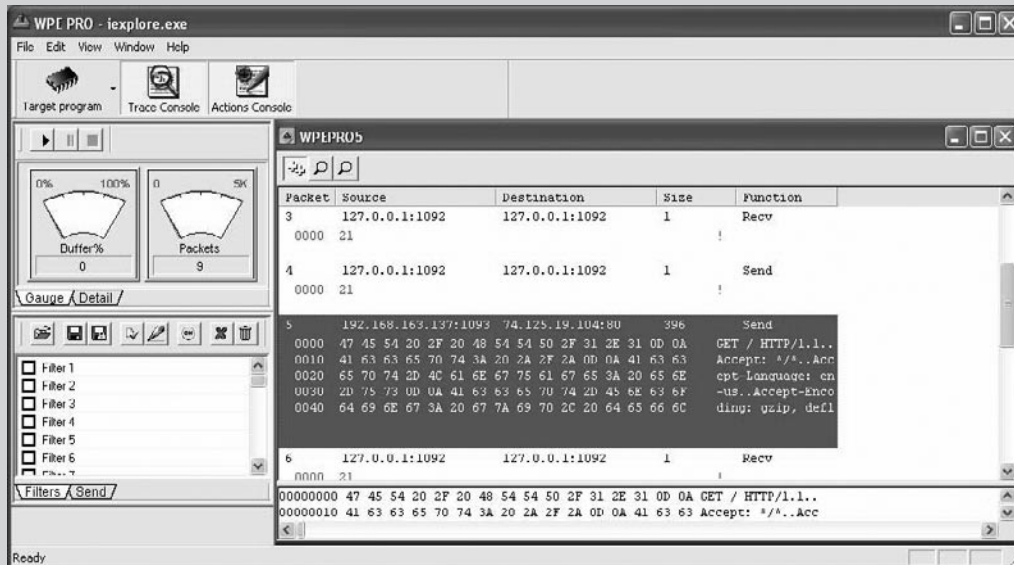 WPE PRO - iexplore.exe
File Edit View Window Help
Target program Trace Console Actions Console
WPEPRO5
0% 100% 0 5K
Buffer% Packets
0 9
Gauge Detail
Packet Source Destination Size Function
3 127.0.0.1:1092 127.0.0.1:1092 1 Recv
0000 21 !
4 127.0.0.1:1092 127.0.0.1:1092 1 Send
0000 21 !
5 192.168.163.137:1093 74.125.19.104:80 396 Send
0000 47 45 54 20 2F 20 48 54 54 50 2F 31 2E 31 0D 0A GET / HTTP/1.1..
0010 41 63 63 65 70 74 3A 20 2A 2F 2A 0D 0A 41 63 63 Accept: */*..Acc
0020 65 70 74 2D 4C 61 6E 67 75 61 67 65 3A 20 65 6E ept-Language: en
0030 2D 75 73 0D 0A 41 63 63 65 70 74 2D 45 6E 63 6F -us..Accept-Enco
0040 64 69 6E 67 3A 20 67 7A 69 70 2C 20 64 65 66 6C ding: gzip, defl
6 127.0.0.1:1092 127.0.0.1:1092 1 Recv
0000 21 !
Filter 1
Filter 2
Filter 3
Filter 4
Filter 5
Filter 6
Filter 7
Filters Send
00000000 47 45 54 20 2F 20 48 54 54 50 2F 31 2E 31 0D 0A GET / HTTP/1.1..
00000010 41 63 63 65 70 74 3A 20 2A 2F 2A 0D 0A 41 63 63 Accept: */*..Acc
Ready